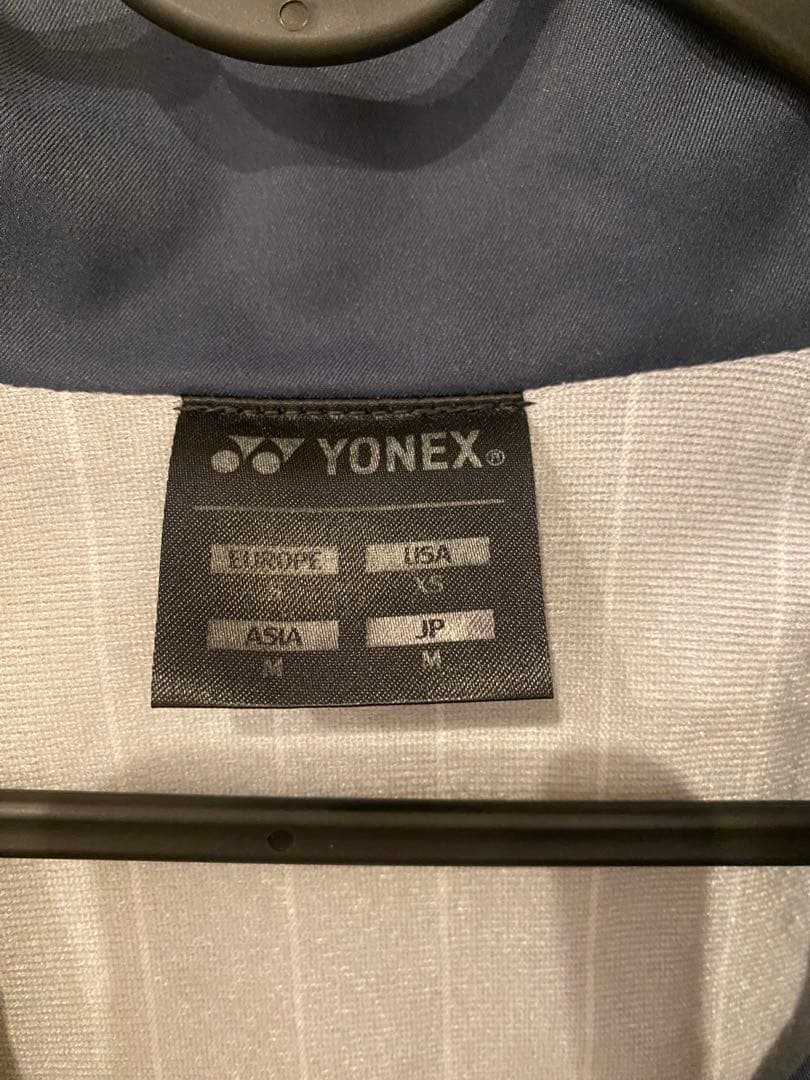 YONEX®
EUROPE USA
XS
ASIA JP
M M